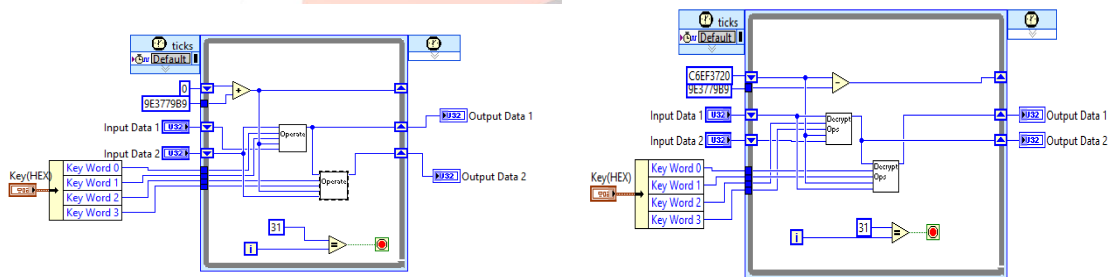 ticks
Default
0
9E3779B9
+
Input Data 1
U32
Input Data 2
U32
Key(HEX)
Key Word 0
Key Word 1
Key Word 2
Key Word 3
Operate
Operate
U32 Output Data 1
U32 Output Data 2
31
i
=
ticks
Default
C6EF3720
9E3779B9
-
Input Data 1
U32
Input Data 2
U32
Key(HEX)
Key Word 0
Key Word 1
Key Word 2
Key Word 3
Decrypt
Ops
Decrypt
Ops
U32 Output Data 1
U32 Output Data 2
31
i
=